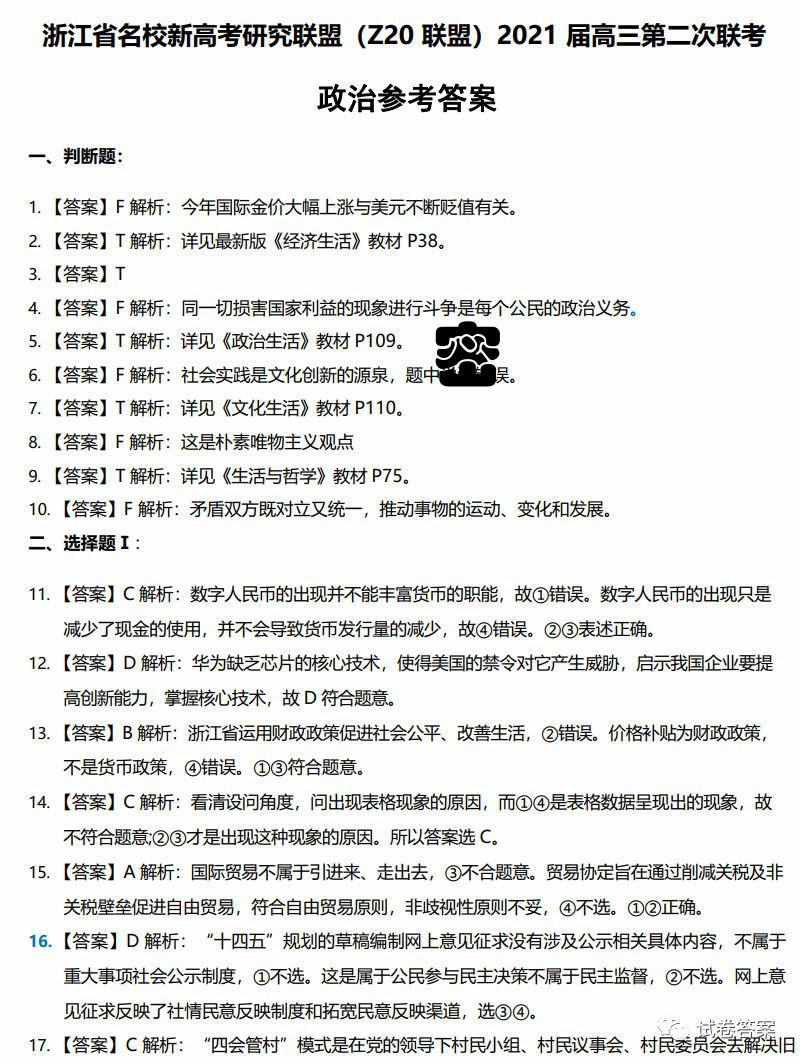 浙江省名校新高考研究联盟（Z20 联盟）2021 届高三第二次联考
政治参考答案
一、判断题：
1. 【答案】F 解析：今年国际金价大幅上涨与美元不断贬值有关。
2. 【答案】T 解析：详见最新版《经济生活》教材 P38。
3. 【答案】T
4. 【答案】F 解析：同一切损害国家利益的现象进行斗争是每个公民的政治义务。
5. 【答案】T 解析：详见《政治生活》教材 P109。
6. 【答案】F 解析：社会实践是文化创新的源泉，题中 误。
7. 【答案】T 解析：详见《文化生活》教材 P110。
8. 【答案】F 解析：这是朴素唯物主义观点
9. 【答案】T 解析：详见《生活与哲学》教材 P75。
10. 【答案】F 解析：矛盾双方既对立又统一，推动事物的运动、变化和发展。
二、选择题 I：
11. 【答案】C 解析：数字人民币的出现并不能丰富货币的职能，故①错误。数字人民币的出现只是
减少了现金的使用，并不会导致货币发行量的减少，故④错误。②③表述正确。
12. 【答案】D 解析：华为缺乏芯片的核心技术，使得美国的禁令对它产生威胁，启示我国企业要提
高创新能力，掌握核心技术，故 D 符合题意。
13. 【答案】B 解析：浙江省运用财政政策促进社会公平、改善生活，②错误。价格补贴为财政政策，
不是货币政策，④错误。①③符合题意。
14. 【答案】C 解析：看清设问角度，问出现表格现象的原因，而①④是表格数据呈现出的现象，故
不符合题意;②③才是出现这种现象的原因。所以答案选 C。
15. 【答案】A 解析：国际贸易不属于引进来、走出去，③不合题意。贸易协定旨在通过削减关税及非
关税壁垒促进自由贸易，符合自由贸易原则，非歧视性原则不妥，④不选。①②正确。
16. 【答案】D 解析：“十四五”规划的草稿编制网上意见征求没有涉及公示相关具体内容，不属于
重大事项社会公示制度，①不选。这是属于公民参与民主决策不属于民主监督，②不选。网上意
见征求反映了社情民意反映制度和拓宽民意反映渠道，选③④。
试卷答案
17. 【答案】C 解析：“四会管村”模式是在党的领导下村民小组、村民议事会、村民委员会去解决旧